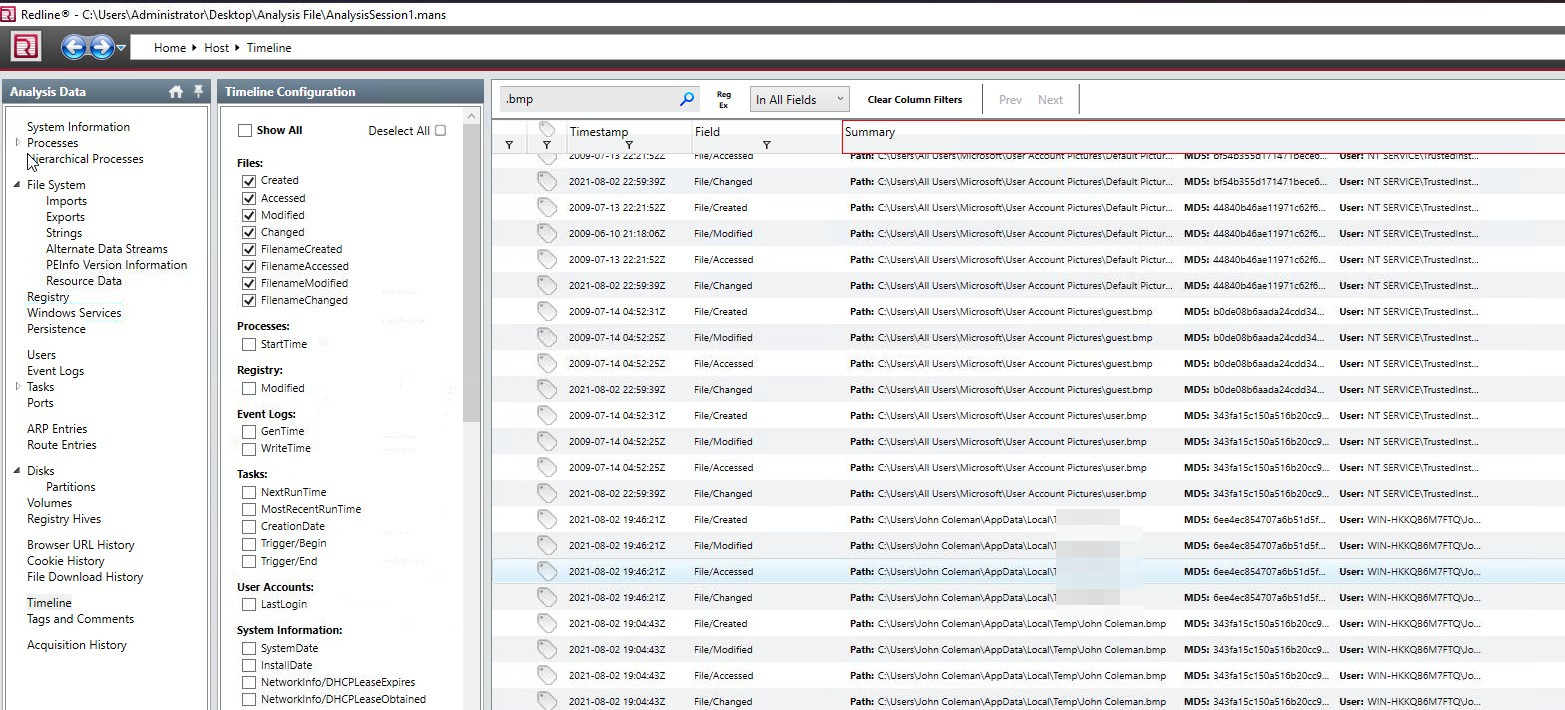 Redline® - C:\Users\Administrator\Desktop\Analysis File\AnalysisSession1.mans
Home ▸ Host ▸ Timeline
Analysis Data
System Information
Processes
Hierarchical Processes
File System
Imports
Exports
Strings
Alternate Data Streams
PEInfo Version Information
Resource Data
Registry
Windows Services
Persistence
Users
Event Logs
Tasks
Ports
ARP Entries
Route Entries
Disks
Partitions
Volumes
Registry Hives
Browser URL History
Cookie History
File Download History
Timeline
Tags and Comments
Acquisition History
Timeline Configuration
Show All Deselect All
Files:
Created
Accessed
Modified
Changed
FilenameCreated
FilenameAccessed
FilenameModified
FilenameChanged
Processes:
StartTime
Registry:
Modified
Event Logs:
GenTime
WriteTime
Tasks:
NextRunTime
MostRecentRunTime
CreationDate
Trigger/Begin
Trigger/End
User Accounts:
LastLogin
System Information:
SystemDate
InstallDate
NetworkInfo/DHCPLeaseExpires
NetworkInfo/DHCPLeaseObtained
.bmp Reg Ex In All Fields Clear Column Filters Prev Next
Timestamp Field Summary
2009-07-13 22:21:52Z File/Accessed Path: C:\Users\All Users\Microsoft\User Account Pictures\Default Pictur... MD5: bf54b355d171471bece6... User: NT SERVICE\TrustedInst...
2021-08-02 22:59:39Z File/Changed Path: C:\Users\All Users\Microsoft\User Account Pictures\Default Pictur... MD5: bf54b355d171471bece6... User: NT SERVICE\TrustedInst...
2009-07-13 22:21:52Z File/Created Path: C:\Users\All Users\Microsoft\User Account Pictures\Default Pictur... MD5: 44840b46ae11971c62f6... User: NT SERVICE\TrustedInst...
2009-06-10 21:18:06Z File/Modified Path: C:\Users\All Users\Microsoft\User Account Pictures\Default Pictur... MD5: 44840b46ae11971c62f6... User: NT SERVICE\TrustedInst...
2009-07-13 22:21:52Z File/Accessed Path: C:\Users\All Users\Microsoft\User Account Pictures\Default Pictur... MD5: 44840b46ae11971c62f6... User: NT SERVICE\TrustedInst...
2021-08-02 22:59:39Z File/Changed Path: C:\Users\All Users\Microsoft\User Account Pictures\Default Pictur... MD5: 44840b46ae11971c62f6... User: NT SERVICE\TrustedInst...
2009-07-14 04:52:31Z File/Created Path: C:\Users\All Users\Microsoft\User Account Pictures\guest.bmp MD5: b0de08b6aada24cdd34... User: NT SERVICE\TrustedInst...
2009-07-14 04:52:25Z File/Modified Path: C:\Users\All Users\Microsoft\User Account Pictures\guest.bmp MD5: b0de08b6aada24cdd34... User: NT SERVICE\TrustedInst...
2009-07-14 04:52:25Z File/Accessed Path: C:\Users\All Users\Microsoft\User Account Pictures\guest.bmp MD5: b0de08b6aada24cdd34... User: NT SERVICE\TrustedInst...
2021-08-02 22:59:39Z File/Changed Path: C:\Users\All Users\Microsoft\User Account Pictures\guest.bmp MD5: b0de08b6aada24cdd34... User: NT SERVICE\TrustedInst...
2009-07-14 04:52:31Z File/Created Path: C:\Users\All Users\Microsoft\User Account Pictures\user.bmp MD5: 343fa15c150a516b20cc9... User: NT SERVICE\TrustedInst...
2009-07-14 04:52:25Z File/Modified Path: C:\Users\All Users\Microsoft\User Account Pictures\user.bmp MD5: 343fa15c150a516b20cc9... User: NT SERVICE\TrustedInst...
2009-07-14 04:52:25Z File/Accessed Path: C:\Users\All Users\Microsoft\User Account Pictures\user.bmp MD5: 343fa15c150a516b20cc9... User: NT SERVICE\TrustedInst...
2021-08-02 22:59:39Z File/Changed Path: C:\Users\All Users\Microsoft\User Account Pictures\user.bmp MD5: 343fa15c150a516b20cc9... User: NT SERVICE\TrustedInst...
2021-08-02 19:46:21Z File/Created Path: C:\Users\John Coleman\AppData\Local\ MD5: 6ee4ec854707a6b51d5f... User: WIN-HKKQB6M7FTQ\Jo...
2021-08-02 19:46:21Z File/Modified Path: C:\Users\John Coleman\AppData\Local\ MD5: 6ee4ec854707a6b51d5f... User: WIN-HKKQB6M7FTQ\Jo...
2021-08-02 19:46:21Z File/Accessed Path: C:\Users\John Coleman\AppData\Local\ MD5: 6ee4ec854707a6b51d5f... User: WIN-HKKQB6M7FTQ\Jo...
2021-08-02 19:46:21Z File/Changed Path: C:\Users\John Coleman\AppData\Local\ MD5: 6ee4ec854707a6b51d5f... User: WIN-HKKQB6M7FTQ\Jo...
2021-08-02 19:04:43Z File/Created Path: C:\Users\John Coleman\AppData\Local\Temp\John Coleman.bmp MD5: 343fa15c150a516b20cc9... User: WIN-HKKQB6M7FTQ\Jo...
2021-08-02 19:04:43Z File/Modified Path: C:\Users\John Coleman\AppData\Local\Temp\John Coleman.bmp MD5: 343fa15c150a516b20cc9... User: WIN-HKKQB6M7FTQ\Jo...
2021-08-02 19:04:43Z File/Accessed Path: C:\Users\John Coleman\AppData\Local\Temp\John Coleman.bmp MD5: 343fa15c150a516b20cc9... User: WIN-HKKQB6M7FTQ\Jo...
2021-08-02 19:04:43Z File/Changed Path: C:\Users\John Coleman\AppData\Local\Temp\John Coleman.bmp MD5: 343fa15c150a516b20cc9... User: WIN-HKKQB6M7FTQ\Jo...